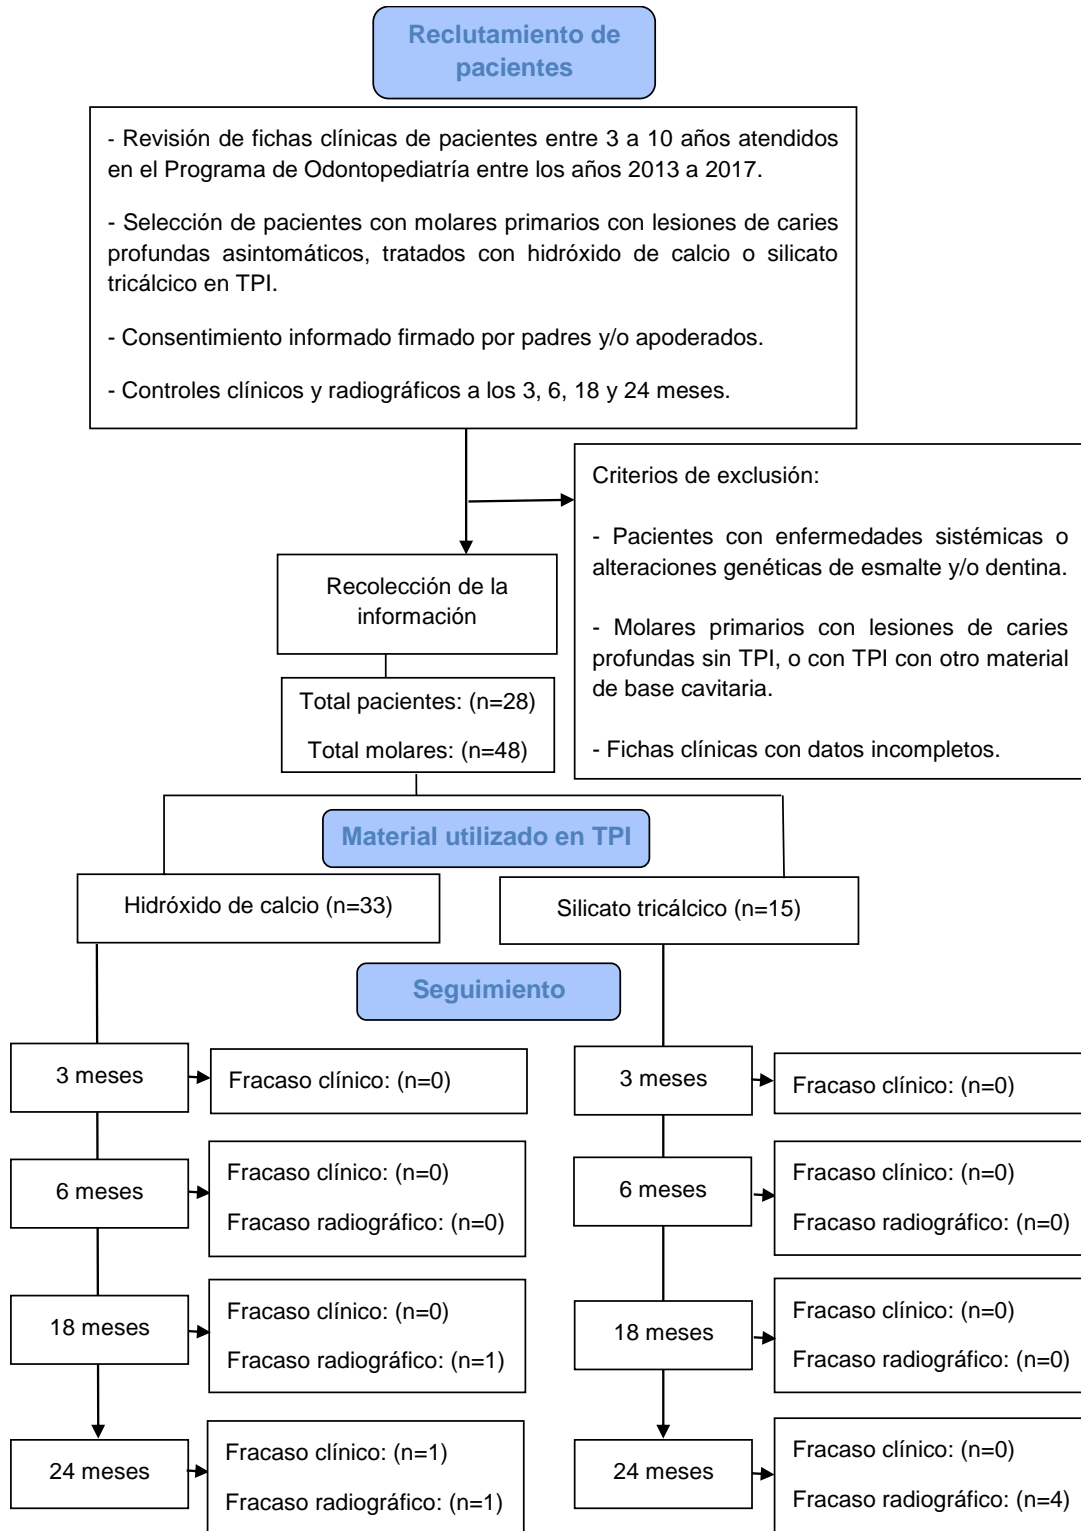 Reclutamiento de
pacientes
- Revisión de fichas clínicas de pacientes entre 3 a 10 años atendidos
en el Programa de Odontopediatría entre los años 2013 a 2017.
- Selección de pacientes con molares primarios con lesiones de caries
profundas asintomáticos, tratados con hidróxido de calcio o silicato
tricálcico en TPI.
- Consentimiento informado firmado por padres y/o apoderados.
- Controles clínicos y radiográficos a los 3, 6, 18 y 24 meses.
Criterios de exclusión:
- Pacientes con enfermedades sistémicas o
alteraciones genéticas de esmalte y/o dentina.
- Molares primarios con lesiones de caries
profundas sin TPI, o con TPI con otro material
de base cavitaria.
- Fichas clínicas con datos incompletos.
Recolección de la
información
Total pacientes: (n=28)
Total molares: (n=48)
Material utilizado en TPI
Hidróxido de calcio (n=33)
Silicato tricálcico (n=15)
Seguimiento
3 meses
Fracaso clínico: (n=0)
6 meses
Fracaso clínico: (n=0)
Fracaso radiográfico: (n=0)
18 meses
Fracaso clínico: (n=0)
Fracaso radiográfico: (n=1)
24 meses
Fracaso clínico: (n=1)
Fracaso radiográfico: (n=1)
3 meses
Fracaso clínico: (n=0)
6 meses
Fracaso clínico: (n=0)
Fracaso radiográfico: (n=0)
18 meses
Fracaso clínico: (n=0)
Fracaso radiográfico: (n=0)
24 meses
Fracaso clínico: (n=0)
Fracaso radiográfico: (n=4)